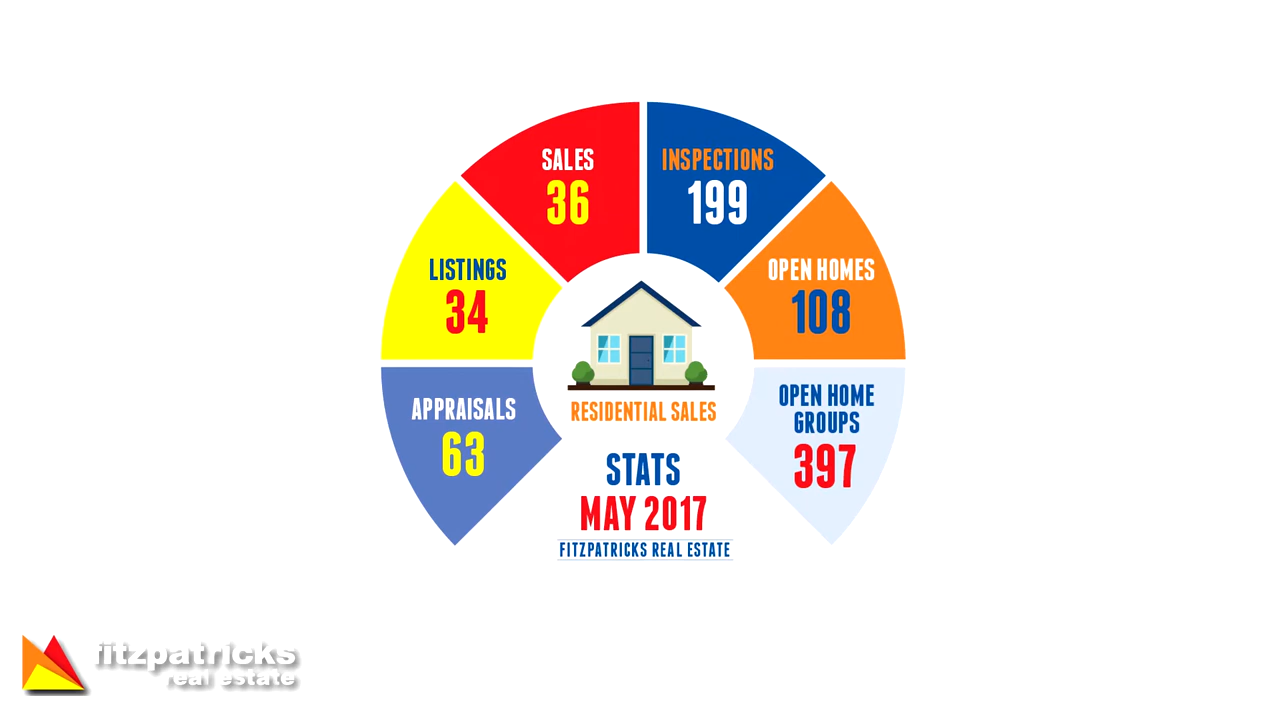 SALES
36
INSPECTIONS
199
LISTINGS
34
OPEN HOMES
108
APPRAISALS
63
OPEN HOME
GROUPS
397
RESIDENTIAL SALES
STATS
MAY 2017
FITZPATRICKS REAL ESTATE
fitzpatricks
real estate